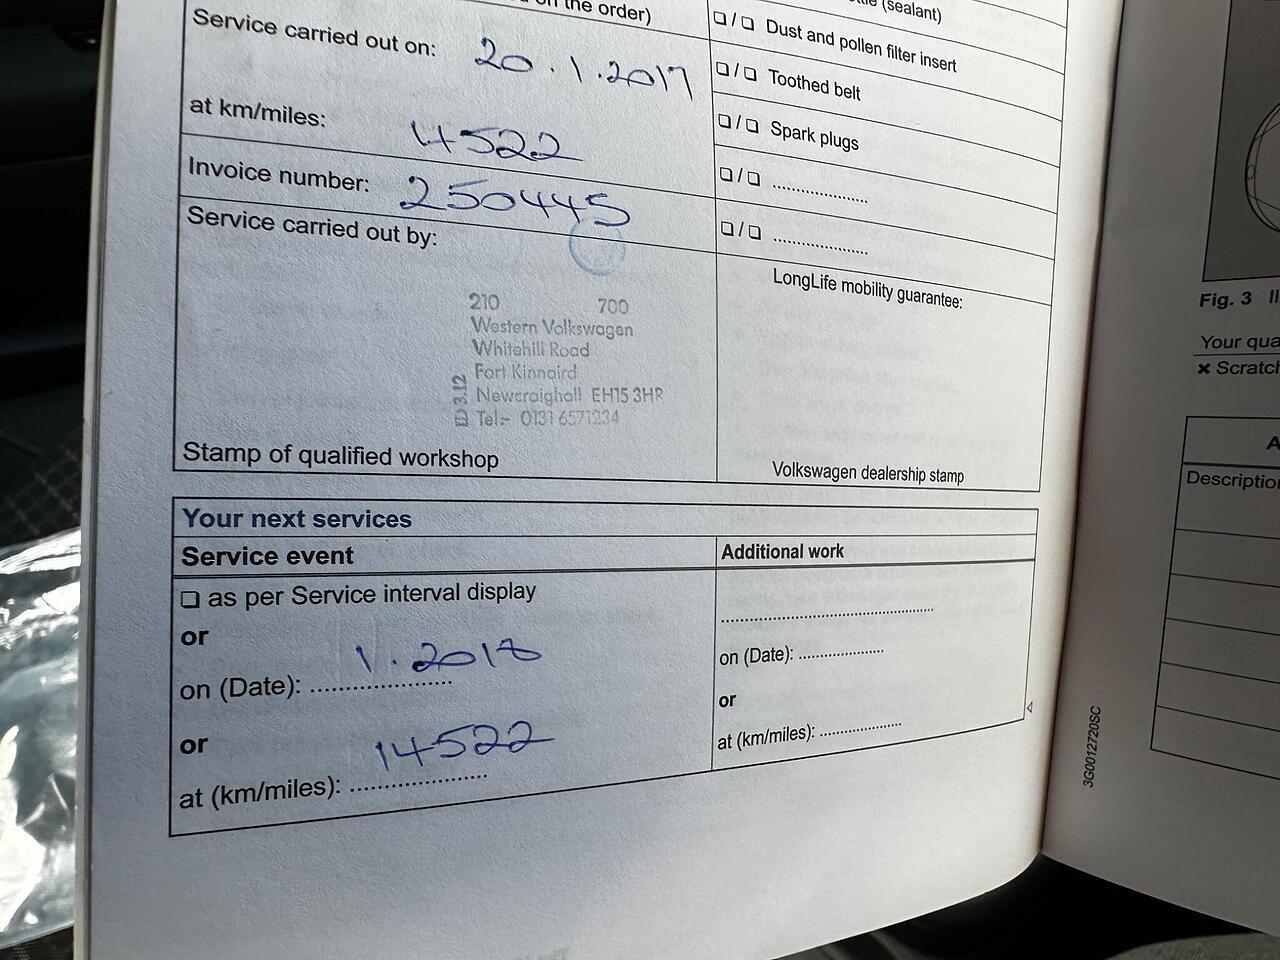 on the order)
Service carried out on: 20.1.2017
at km/miles: 4522
Invoice number: 250445
Service carried out by:
210 700
Western Volkswagen
Whitehill Road
Fort Kinnaird
Newcraighall EH15 3HR
Tel:- 0131 6571234
ED 3.12
Stamp of qualified workshop
(sealant)
❑/❑ Dust and pollen filter insert
❑/❑ Toothed belt
❑/❑ Spark plugs
❑/❑ ....................
❑/❑ ....................
LongLife mobility guarantee:
Volkswagen dealership stamp
Your next services
Service event
❑ as per Service interval display
or
on (Date): 1.2018
or
at (km/miles): 14522
Additional work
on (Date): ..................
or
at (km/miles): .................
3G0012720SC
Fig. 3
Your
Description